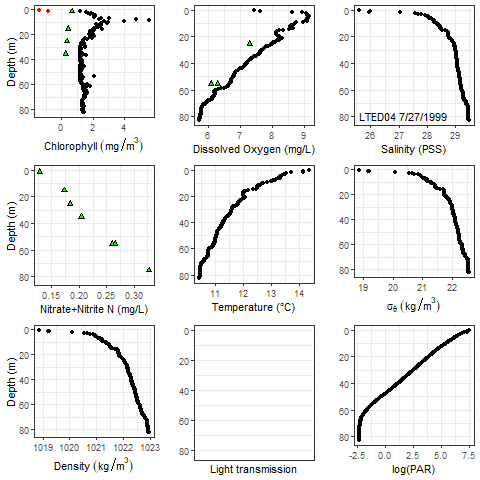 0
20
40
60
80
Depth (m)
0 2 4
Chlorophyll (mg/m³)
0
20
40
60
80
6 7 8 9
Dissolved Oxygen (mg/L)
0
20
40
60
80
LTED04 7/27/1999
26 27 28 29
Salinity (PSS)
0
20
40
60
80
Depth (m)
0.15 0.20 0.25 0.30
Nitrate+Nitrite N (mg/L)
0
20
40
60
80
11 12 13 14
Temperature (°C)
0
20
40
60
80
19 20 21 22
σθ (kg/m³)
0
20
40
60
80
Depth (m)
1019 1020 1021 1022 1023
Density (kg/m³)
0
20
40
60
80
Light transmission
0
20
40
60
80
-2.5 0.0 2.5 5.0 7.5
log(PAR)